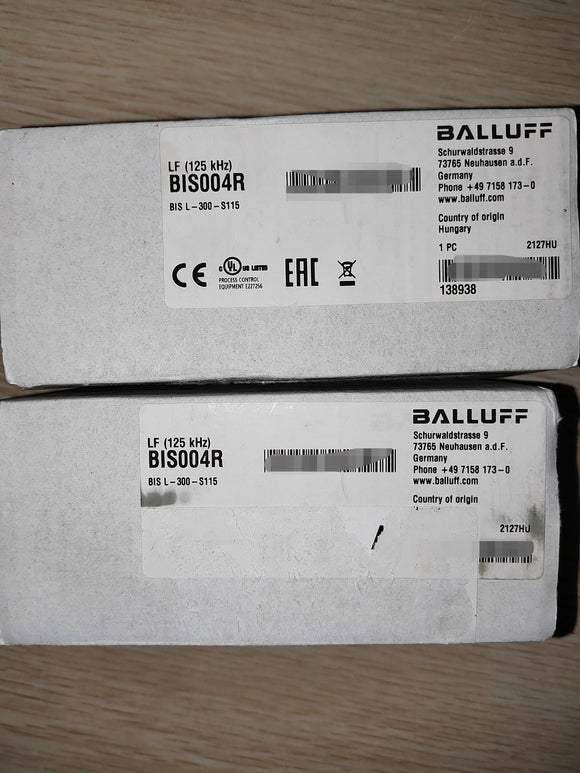 BALLUFF
Schurwaldstrasse 9
73765 Neuhausen a.d.F.
Germany
Phone +49 7158 173-0
www.balluff.com
Country of origin
Hungary
1 PC 2127HU
138938
LF (125 kHz)
BIS004R
BIS L-300-S115
CE
C UL US LISTED
PROCESS CONTROL
EQUIPMENT E227256
EAC
BALLUFF
Schurwaldstrasse 9
73765 Neuhausen a.d.F.
Germany
Phone +49 7158 173-0
www.balluff.com
Country of origin
2127HU
LF (125 kHz)
BIS004R
BIS L-300-S115